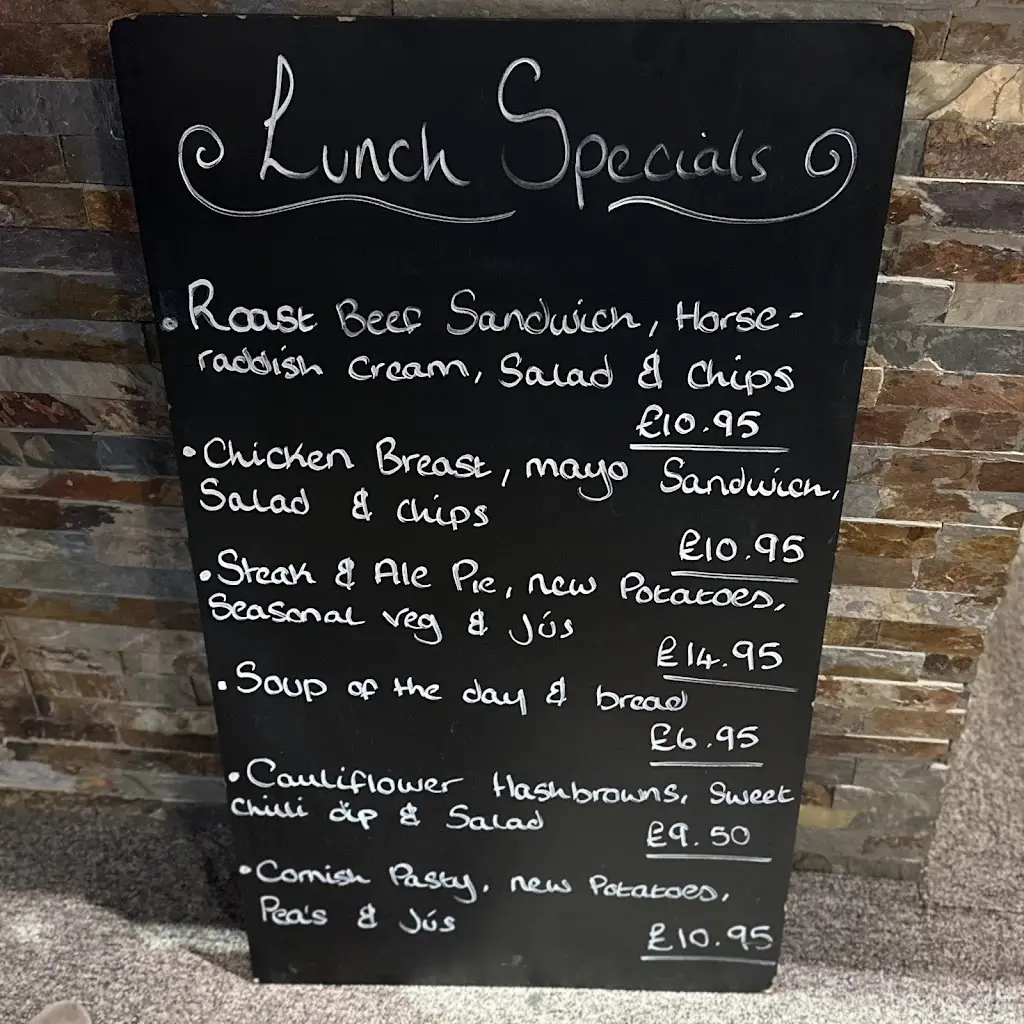 Lunch Specials
• Roast Beef Sandwich, Horse-
raddish Cream, Salad & Chips
£10.95
• Chicken Breast, mayo Sandwich,
Salad & chips
£10.95
• Steak & Ale Pie, new Potatoes,
Seasonal veg & Jús
£14.95
• Soup of the day & bread
£6.95
• Cauliflower Hashbrowns, Sweet
chilli dip & Salad
£9.50
• Cornish Pasty, new Potatoes,
Pea's & Jús
£10.95